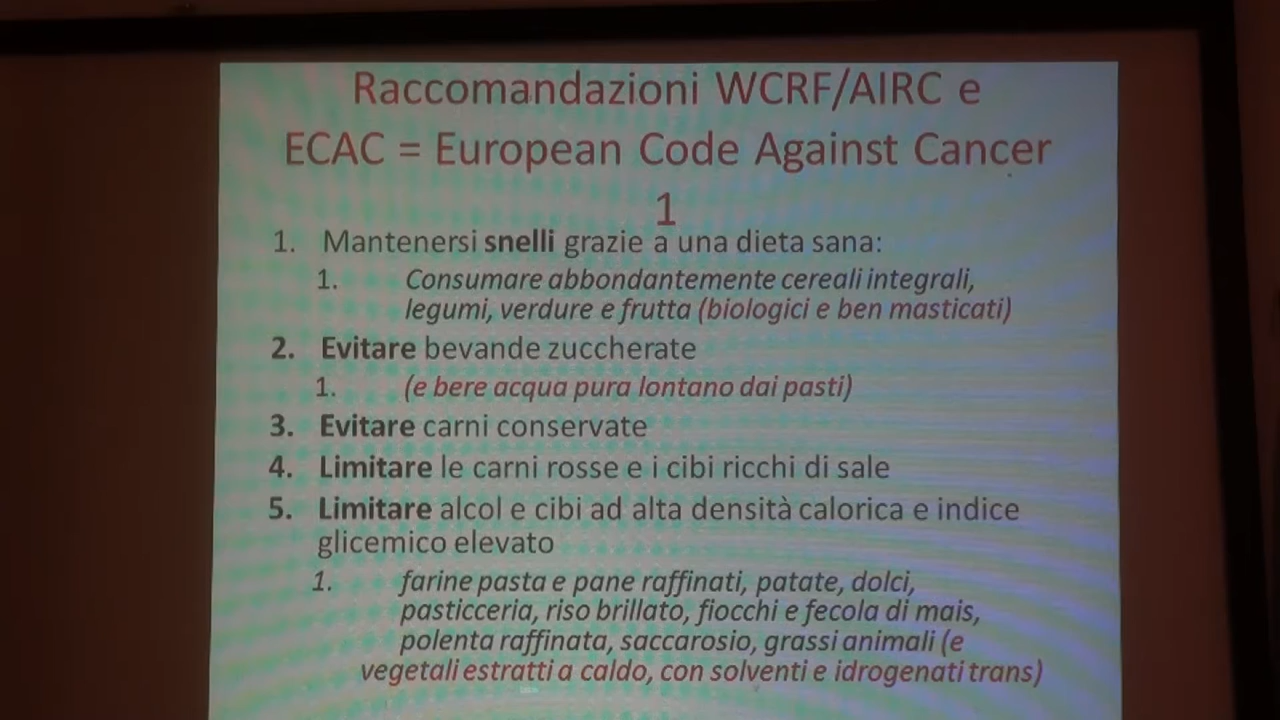 Raccomandazioni WCRF/AIRC e
ECAC = European Code Against Cancer
1
1. Mantenersi snelli grazie a una dieta sana:
1. Consumare abbondantemente cereali integrali,
legumi, verdure e frutta (biologici e ben masticati)
2. Evitare bevande zuccherate
1. (e bere acqua pura lontano dai pasti)
3. Evitare carni conservate
4. Limitare le carni rosse e i cibi ricchi di sale
5. Limitare alcol e cibi ad alta densità calorica e indice
glicemico elevato
1. farine pasta e pane raffinati, patate, dolci,
pasticceria, riso brillato, fiocchi e fecola di mais,
polenta raffinata, saccarosio, grassi animali (e
vegetali estratti a caldo, con solventi e idrogenati trans)